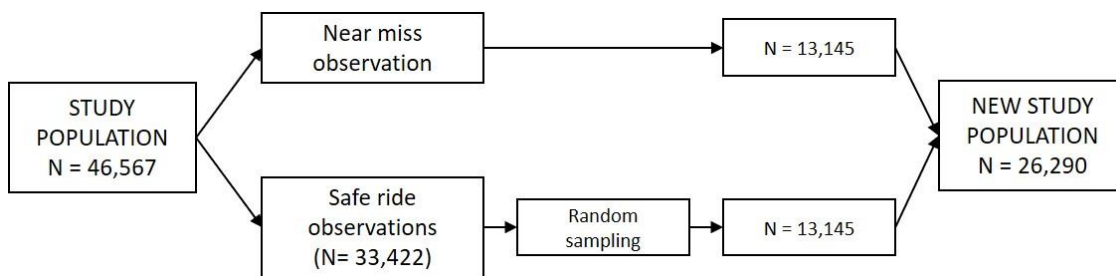 STUDY
POPULATION
N = 46,567
Near miss
observation
N = 13,145
Safe ride
observations
(N= 33,422)
Random
sampling
N = 13,145
NEW STUDY
POPULATION
N = 26,290